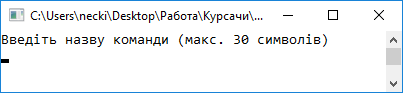 C:\Users\necki\Desktop\Работа\Курсачи\...
Введіть назву команди (макс. 30 символів)